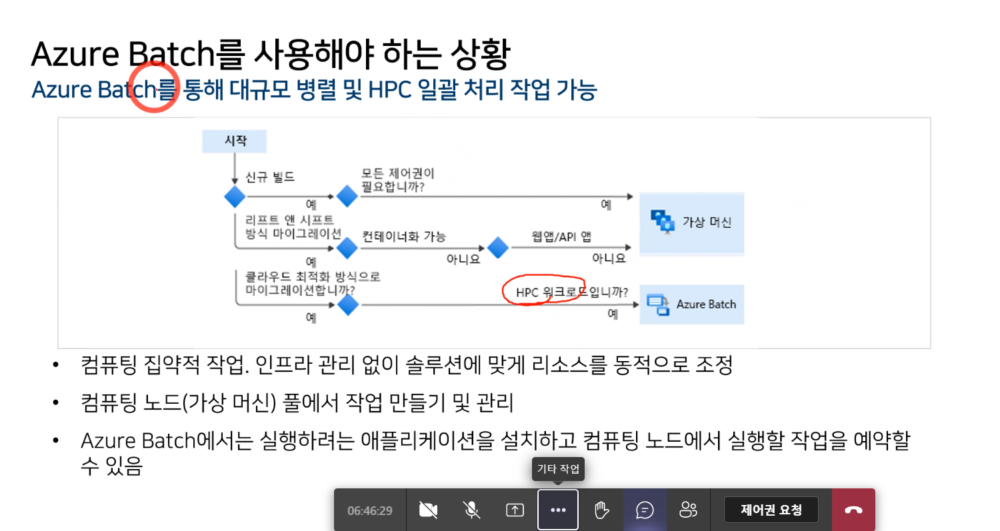 Azure Batch를 사용해야 하는 상황
Azure Batch를 통해 대규모 병렬 및 HPC 일괄 처리 작업 가능
시작
신규 빌드
예
모든 제어권이
필요합니까?
예
가상 머신
리프트 앤 시프트
방식 마이그레이션
예
컨테이너화 가능
아니요
웹앱/API 앱
아니요
클라우드 최적화 방식으로
마이그레이션합니까?
예
HPC 워크로드입니까?
예
Azure Batch
• 컴퓨팅 집약적 작업. 인프라 관리 없이 솔루션에 맞게 리소스를 동적으로 조정
• 컴퓨팅 노드(가상 머신) 풀에서 작업 만들기 및 관리
• Azure Batch에서는 실행하려는 애플리케이션을 설치하고 컴퓨팅 노드에서 실행할 작업을 예약할
수 있음
기타 작업
06:46:29
제어권 요청